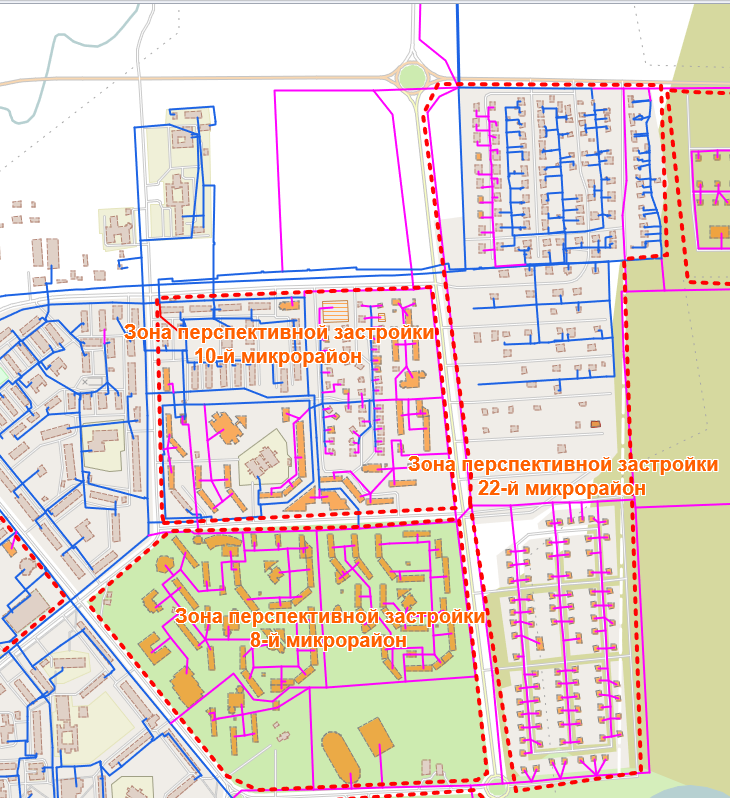 Зона перспективной застройки
10-й микрорайон
Зона перспективной застройки
22-й микрорайон
Зона перспективной застройки
8-й микрорайон